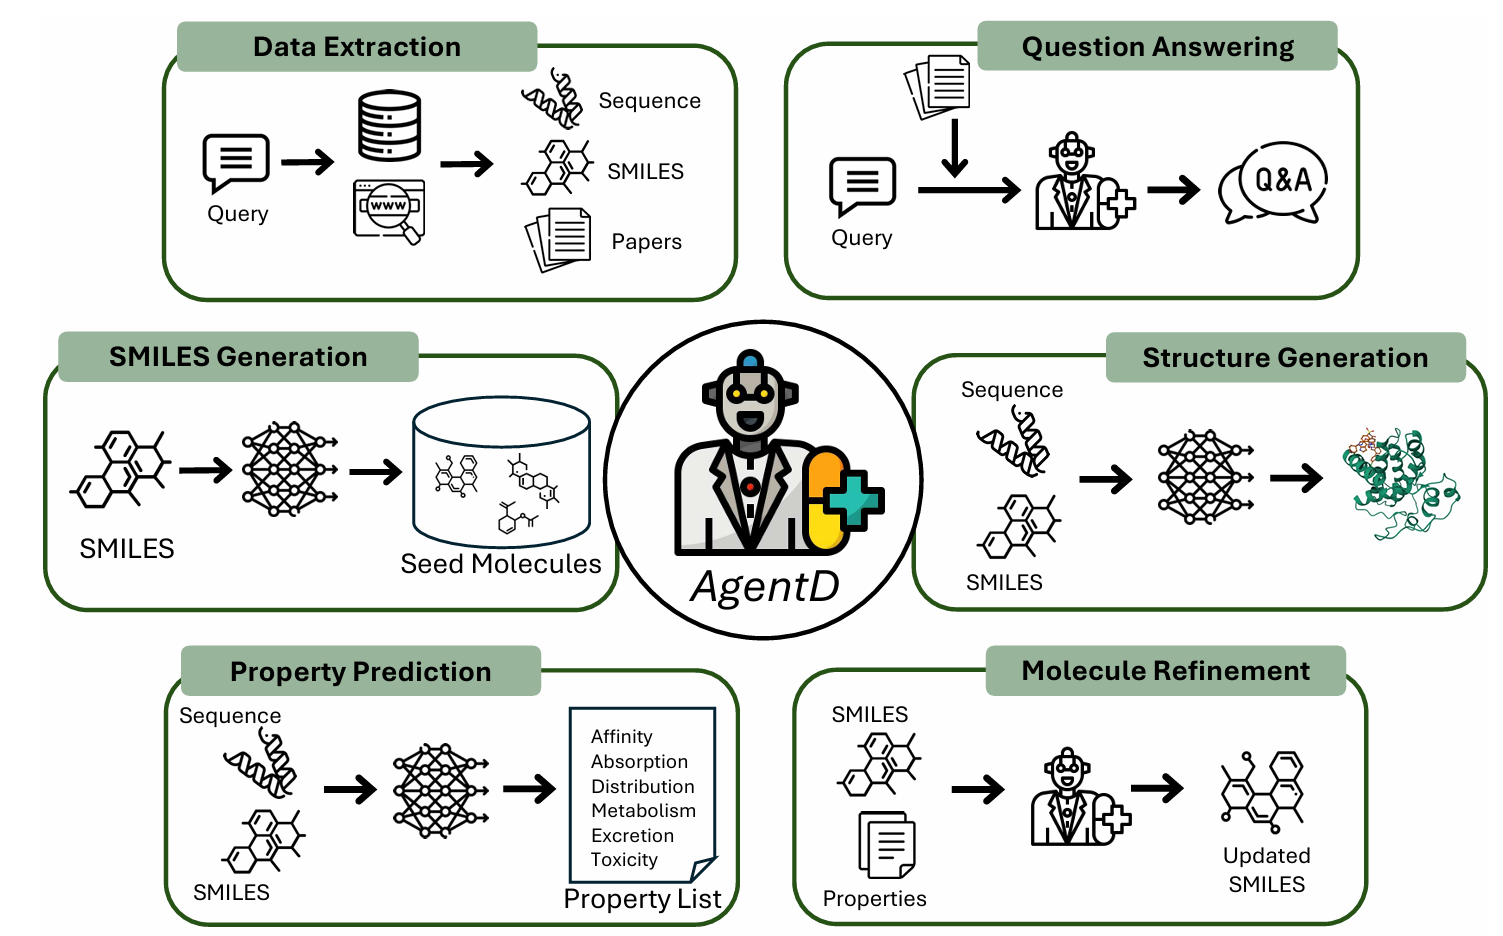 Data Extraction
Query
www
Sequence
SMILES
Papers
Question Answering
Query
Q&A
SMILES Generation
SMILES
Seed Molecules
AgentD
Structure Generation
Sequence
SMILES
Property Prediction
Sequence
SMILES
Affinity
Absorption
Distribution
Metabolism
Excretion
Toxicity
Property List
Molecule Refinement
SMILES
Properties
Updated
SMILES